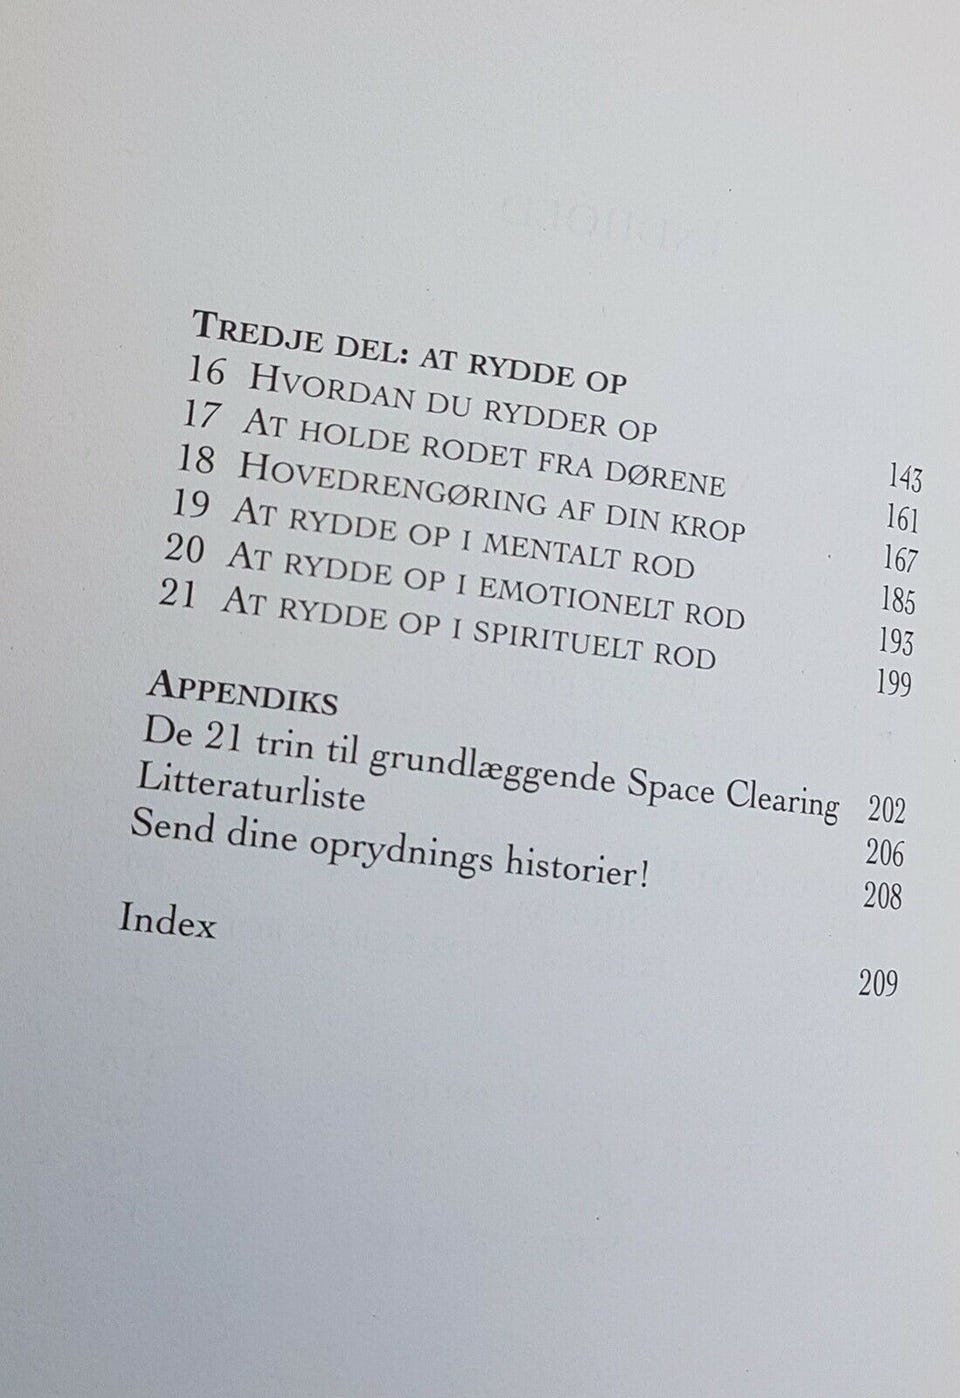 TREDJE DEL: AT RYDDE OP
16 HVORDAN DU RYDDER OP 143
17 AT HOLDE RODET FRA DØRENE 161
18 HOVEDRENGØRING AF DIN KROP 167
19 AT RYDDE OP I MENTALT ROD 185
20 AT RYDDE OP I EMOTIONELT ROD 193
21 AT RYDDE OP I SPIRITUELT ROD 199
APPENDIKS
De 21 trin til grundlæggende Space Clearing 202
Litteraturliste 206
Send dine oprydnings historier! 208
Index 209